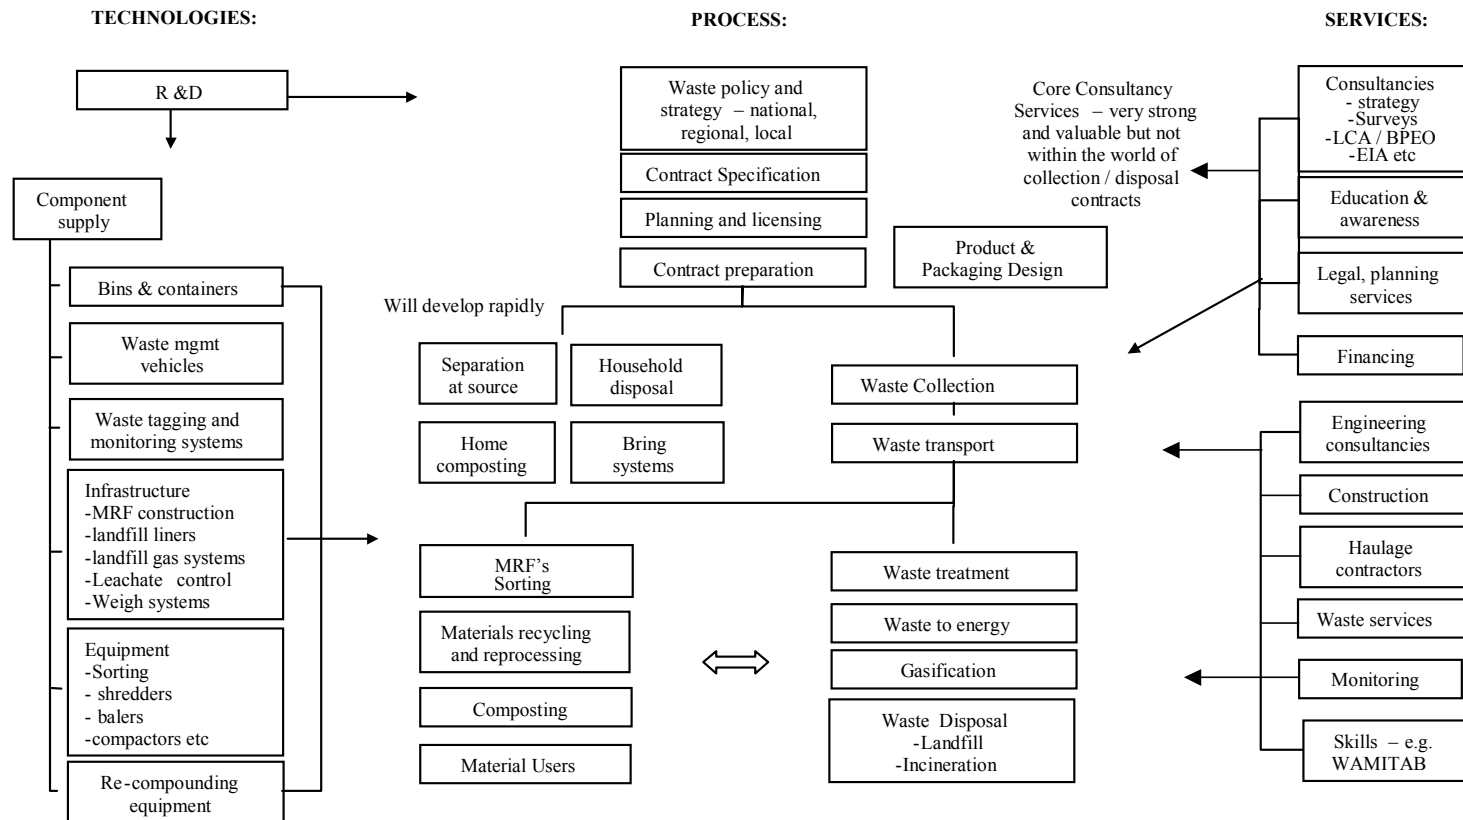 TECHNOLOGIES:
PROCESS:
SERVICES:
R &D
Component
supply
Bins & containers
Waste mgmt
vehicles
Waste tagging and
monitoring systems
Infrastructure
-MRF construction
-landfill liners
-landfill gas systems
-Leachate control
-Weigh systems
Equipment
-Sorting
- shredders
- balers
-compactors etc
Re-compounding
equipment
Waste policy and
strategy – national,
regional, local
Contract Specification
Planning and licensing
Contract preparation
Product &
Packaging Design
Will develop rapidly
Separation
at source
Household
disposal
Home
composting
Bring
systems
Waste Collection
Waste transport
MRF's
Sorting
Materials recycling
and reprocessing
Composting
Material Users
Waste treatment
Waste to energy
Gasification
Waste Disposal
-Landfill
-Incineration
Core Consultancy
Services – very strong
and valuable but not
within the world of
collection / disposal
contracts
Consultancies
- strategy
-Surveys
-LCA / BPEO
-EIA etc
Education &
awareness
Legal, planning
services
Financing
Engineering
consultancies
Construction
Haulage
contractors
Waste services
Monitoring
Skills – e.g.
WAMITAB